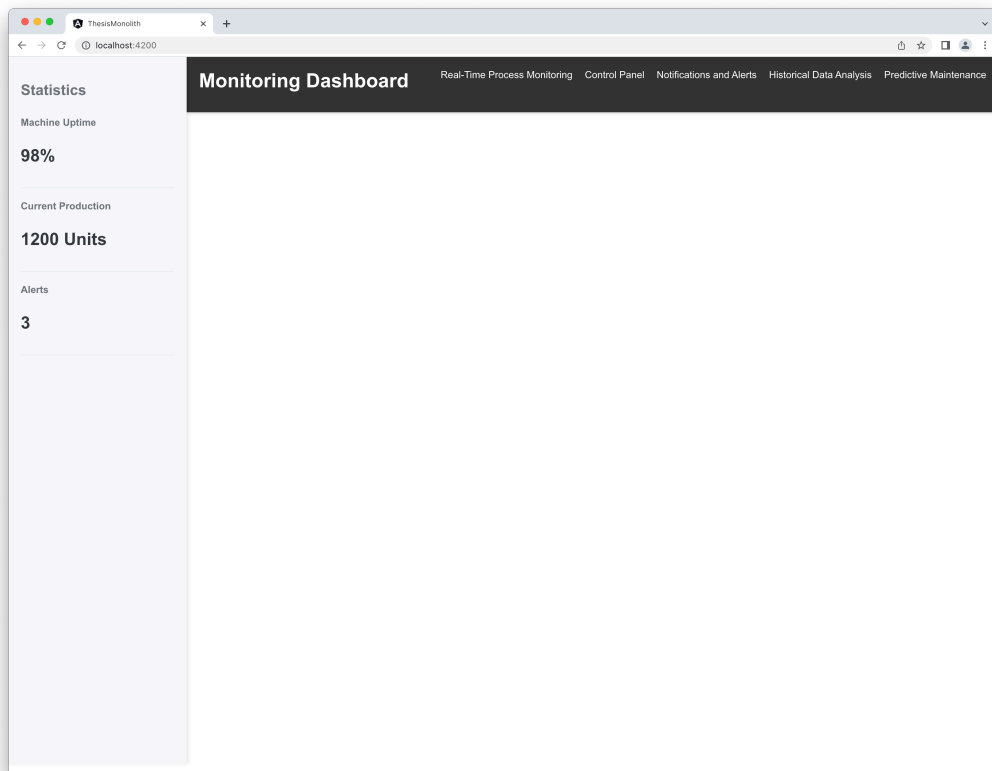 ThesisMonolith
localhost:4200
Statistics
Machine Uptime
98%
Current Production
1200 Units
Alerts
3
Monitoring Dashboard
Real-Time Process Monitoring Control Panel Notifications and Alerts Historical Data Analysis Predictive Maintenance